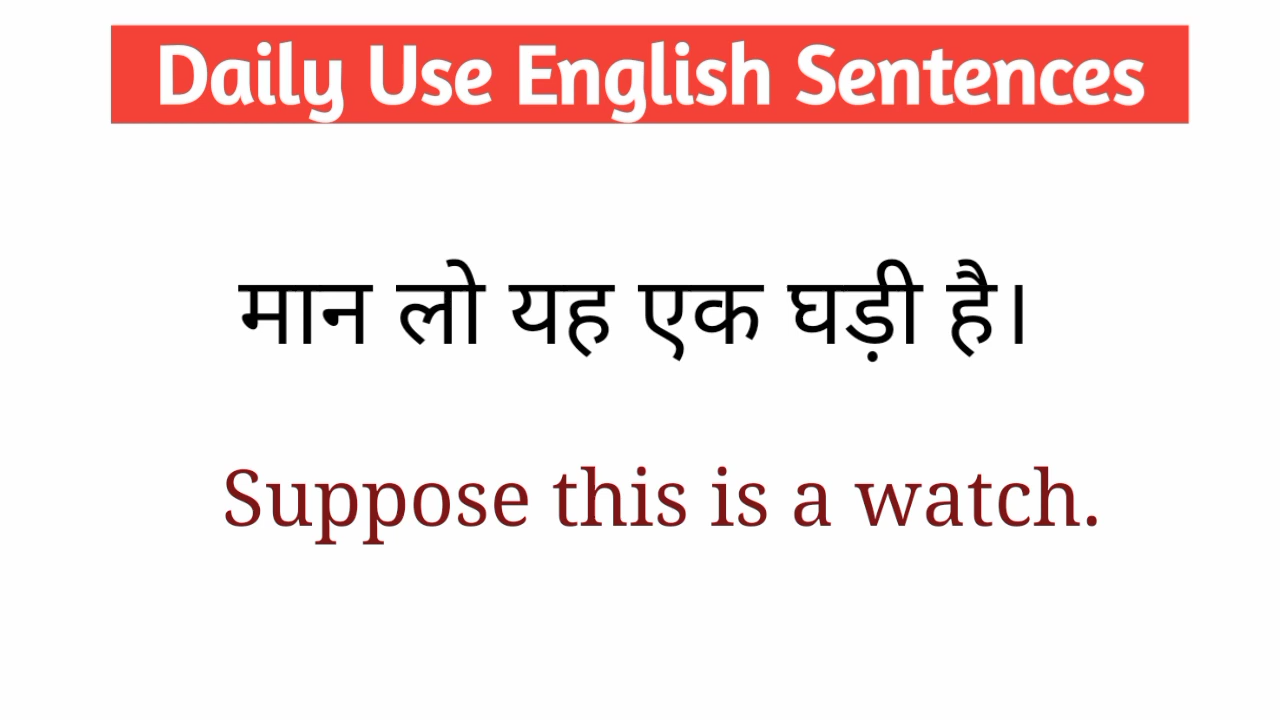 Daily Use English Sentences
मान लो यह एक घड़ी है।
Suppose this is a watch.